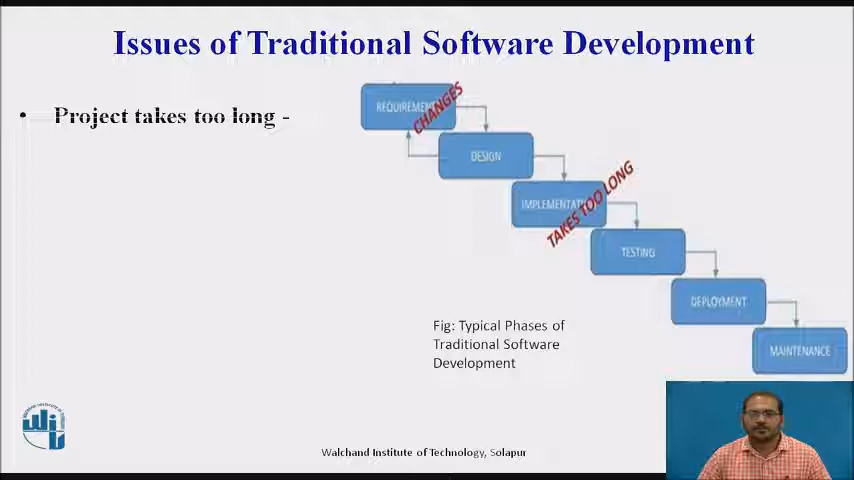 Issues of Traditional Software Development
• Project takes too long -
REQUIREMENT
CHANGES
DESIGN
IMPLEMENTATION
TAKES TOO LONG
TESTING
DEPLOYMENT
MAINTENANCE
Fig: Typical Phases of
Traditional Software
Development
Walchand Institute of Technology, Solapur